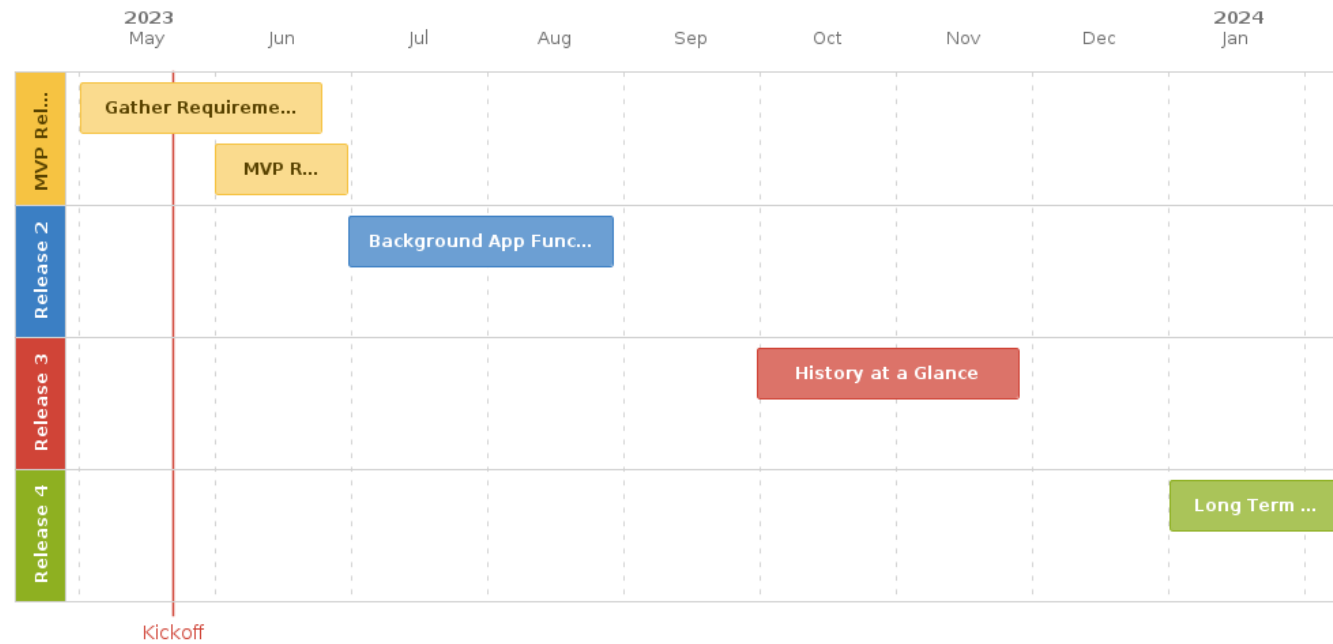 2023
2024
May
Jun
Jul
Aug
Sep
Oct
Nov
Dec
Jan
MVP Rel...
Gather Requireme...
MVP R...
Release 2
Background App Func...
Release 3
History at a Glance
Release 4
Long Term ...
Kickoff